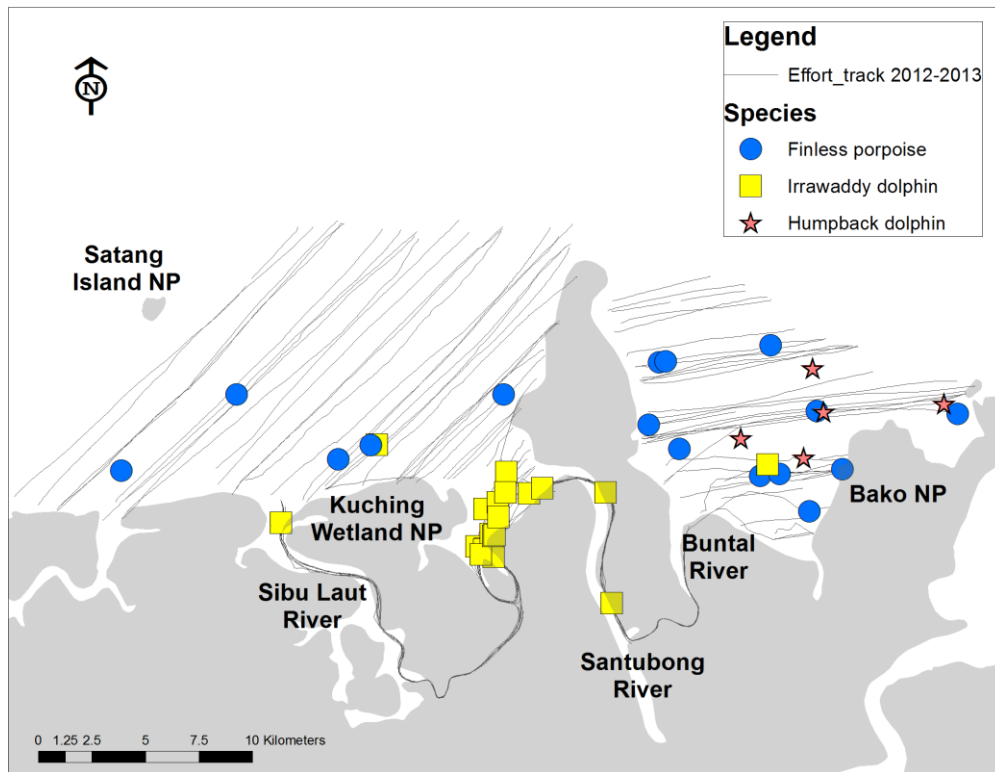 Legend
Effort_track 2012-2013
Species
Finless porpoise
Irrawaddy dolphin
Humpback dolphin
N
Satang
Island NP
Kuching
Wetland NP
Bako NP
Buntal
River
Sibu Laut
River
Santubong
River
0 1.25 2.5 5 7.5 10 Kilometers